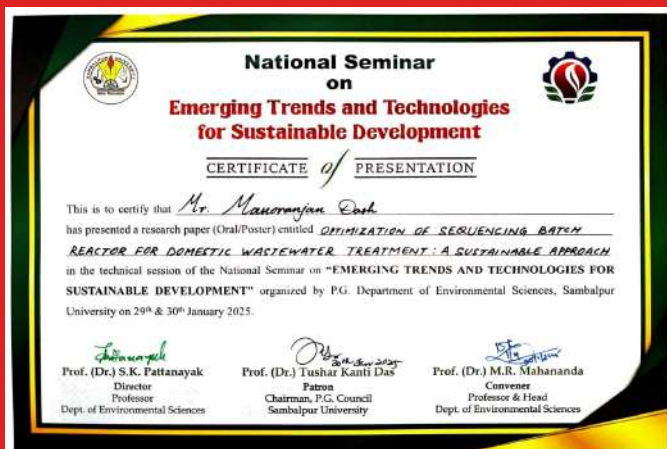 National Seminar
on
Emerging Trends and Technologies
for Sustainable Development
CERTIFICATE of PRESENTATION
This is to certify that Mr. Manoranjan Dash
has presented a research paper (Oral/Poster) entitled OPTIMIZATION OF SEQUENCING BATCH
REACTOR FOR DOMESTIC WASTEWATER TREATMENT : A SUSTAINABLE APPROACH
in the technical session of the National Seminar on "EMERGING TRENDS AND TECHNOLOGIES FOR
SUSTAINABLE DEVELOPMENT" organized by P.G. Department of Environmental Sciences, Sambalpur
University on 29th & 30th January 2025.
30th Jan 2025
Prof. (Dr.) S.K. Pattanayak
Director
Professor
Dept. of Environmental Sciences
Prof. (Dr.) Tushar Kanti Das
Patron
Chairman, P.G. Council
Sambalpur University
Prof. (Dr.) M.R. Mahananda
Convener
Professor & Head
Dept. of Environmental Sciences